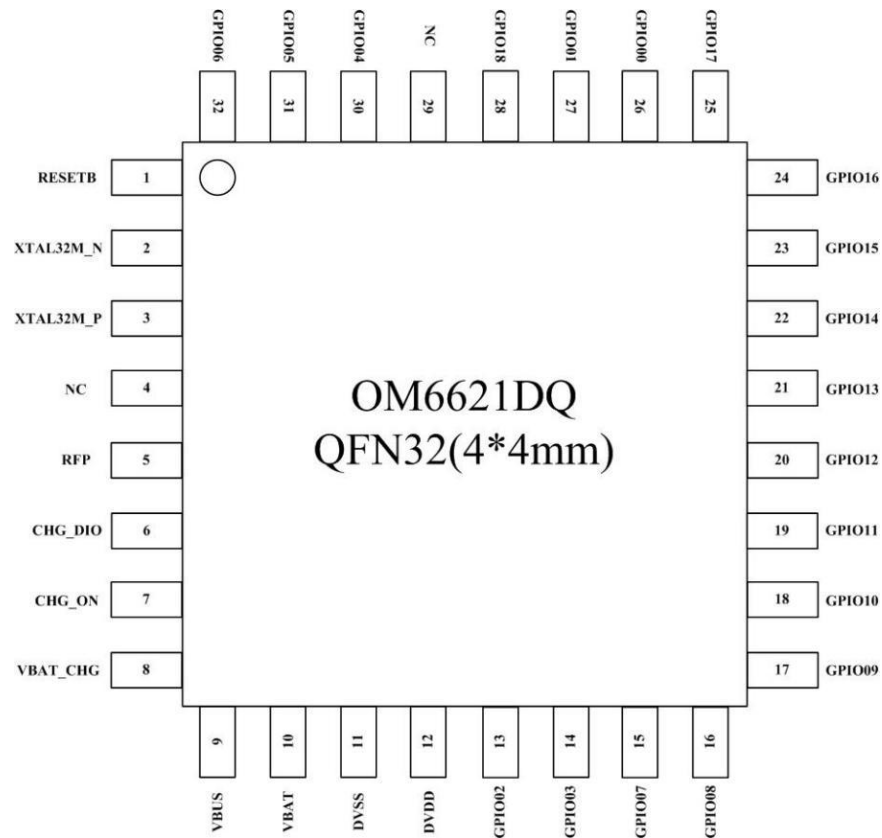 GPIO06 GPIO05 GPIO04 NC GPIO18 GPIO01 GPIO00 GPIO17
32 31 30 29 28 27 26 25
RESETB 1 24 GPIO16
XTAL32M_N 2 23 GPIO15
XTAL32M_P 3 22 GPIO14
NC 4 21 GPIO13
OM6621DQ
QFN32(4*4mm)
RFP 5 20 GPIO12
CHG_DIO 6 19 GPIO11
CHG_ON 7 18 GPIO10
VBAT_CHG 8 17 GPIO09
9 10 11 12 13 14 15 16
VBUS VBAT DVSS DVDD GPIO02 GPIO03 GPIO07 GPIO08